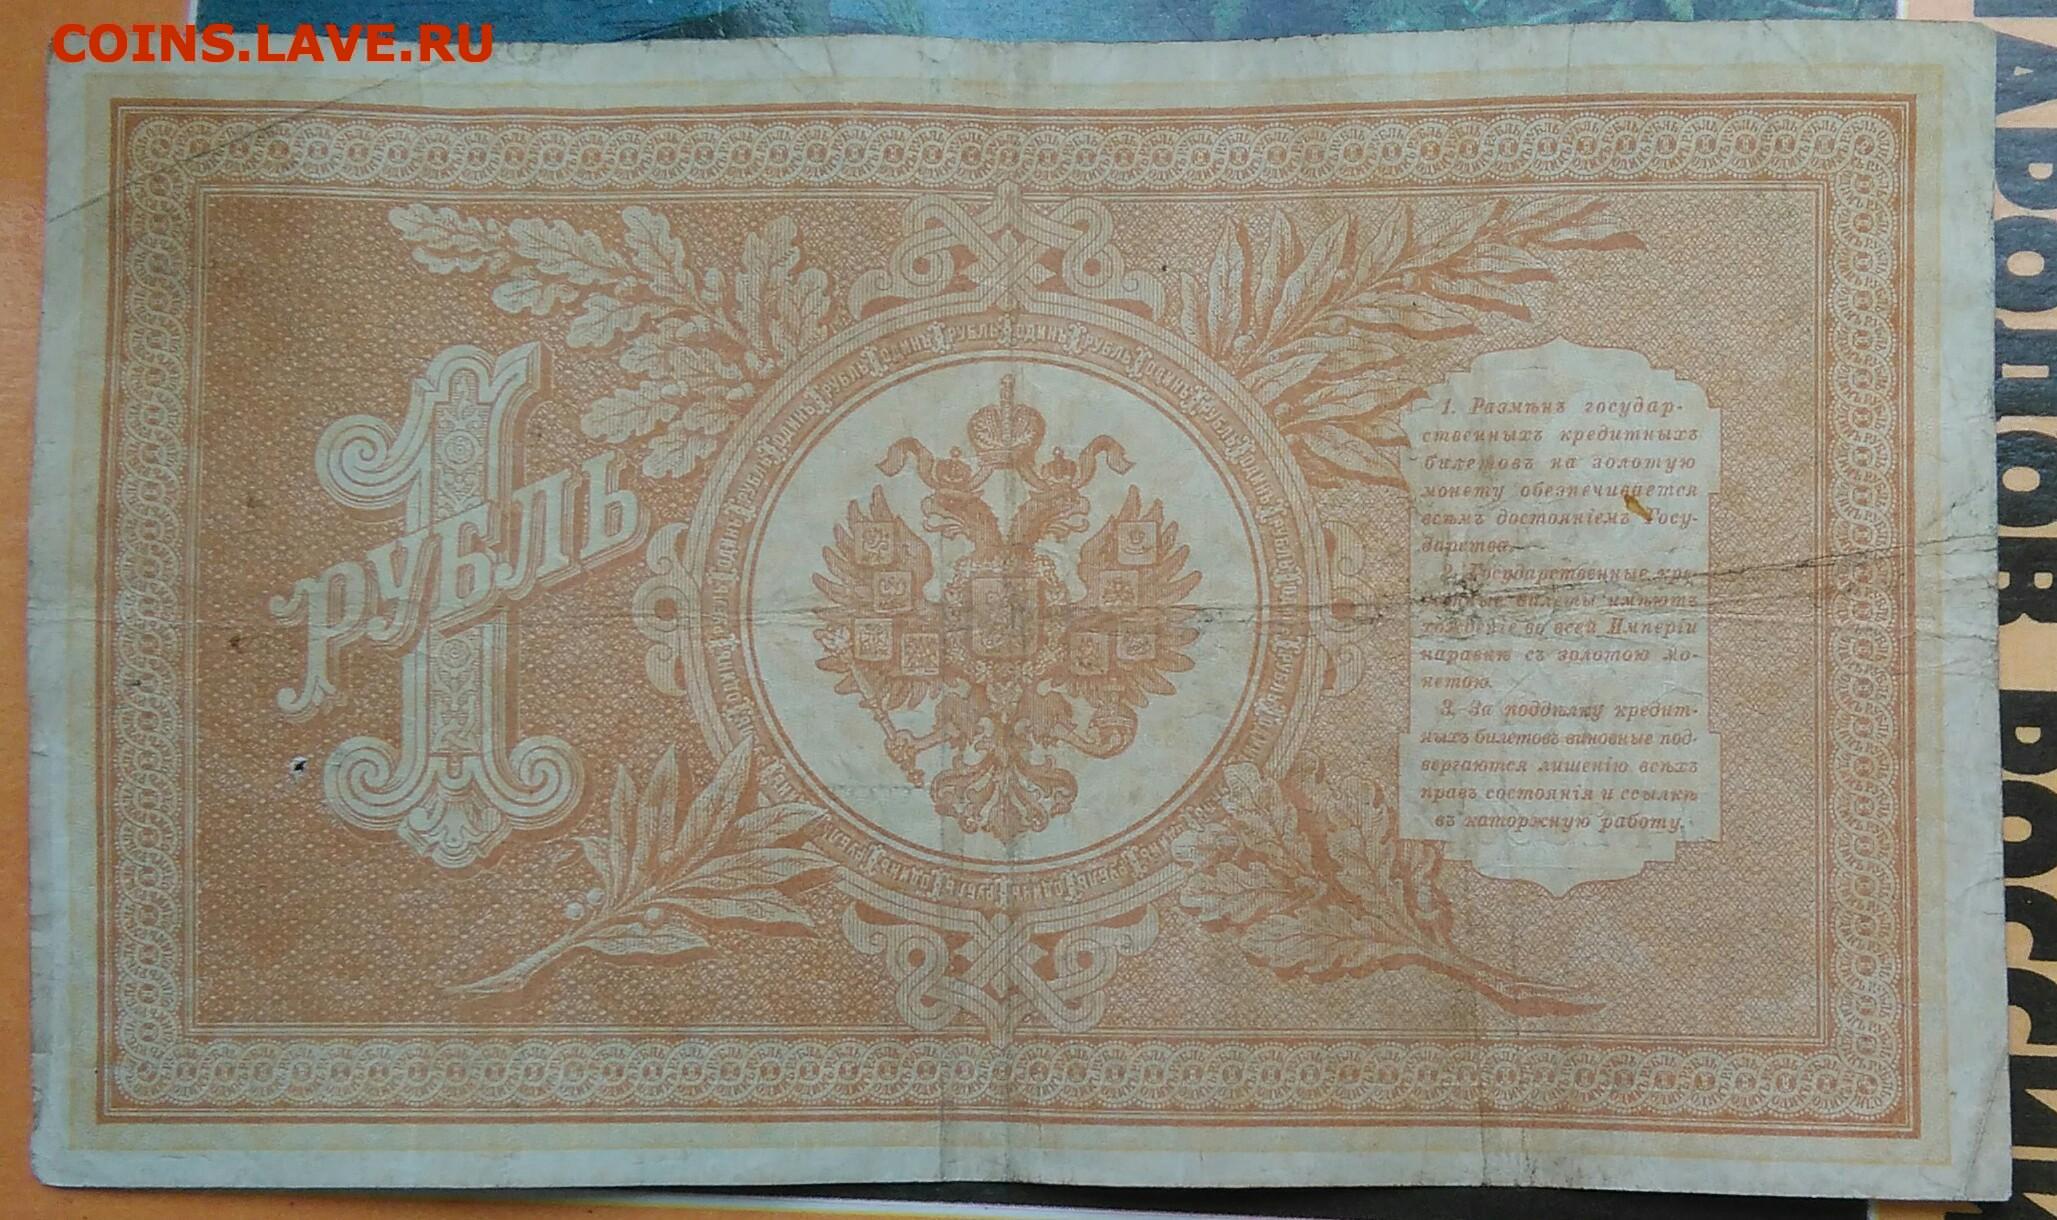 COINS.LAVE.RU
1
РУБЛЬ
1. Размѣнъ государ-
ственныхъ кредитныхъ
билетовъ на золотую
монету обезпечивается
всѣмъ достояніемъ Госу-
дарства.
2. Государственные кре-
дитные билеты имѣютъ
хожденіе во всей Имперіи
наравнѣ съ золотою мо-
нетою.
3. За поддѣлку кредит-
ныхъ билетовъ виновные под-
вергаются лишенію всѣхъ
правъ состоянія и ссылкѣ
въ каторжную работу.